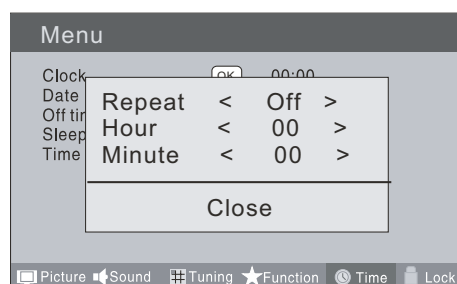 Menu
Clock OK 00:00
Date
Repeat < Off >
Off
Hour < 00 >
Sleep
Minute < 00 >
Time
Close
Picture Sound Tuning Function Time Lock